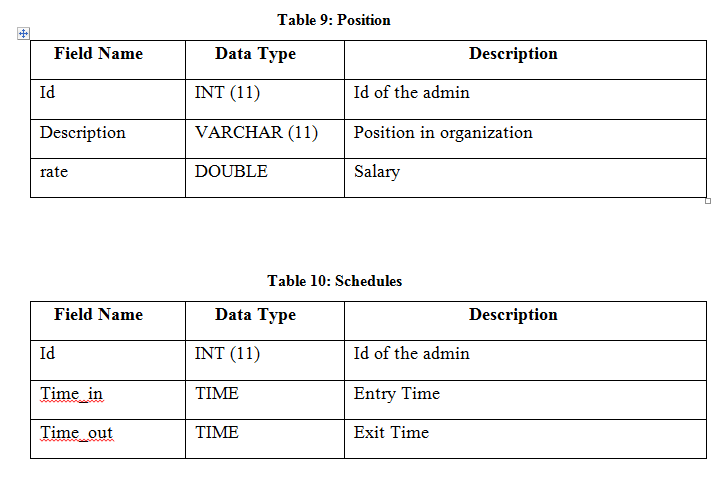 Table 9: Position
Field Name Data Type Description
Id INT (11) Id of the admin
Description VARCHAR (11) Position in organization
rate DOUBLE Salary
Table 10: Schedules
Field Name Data Type Description
Id INT (11) Id of the admin
Time_in TIME Entry Time
Time_out TIME Exit Time